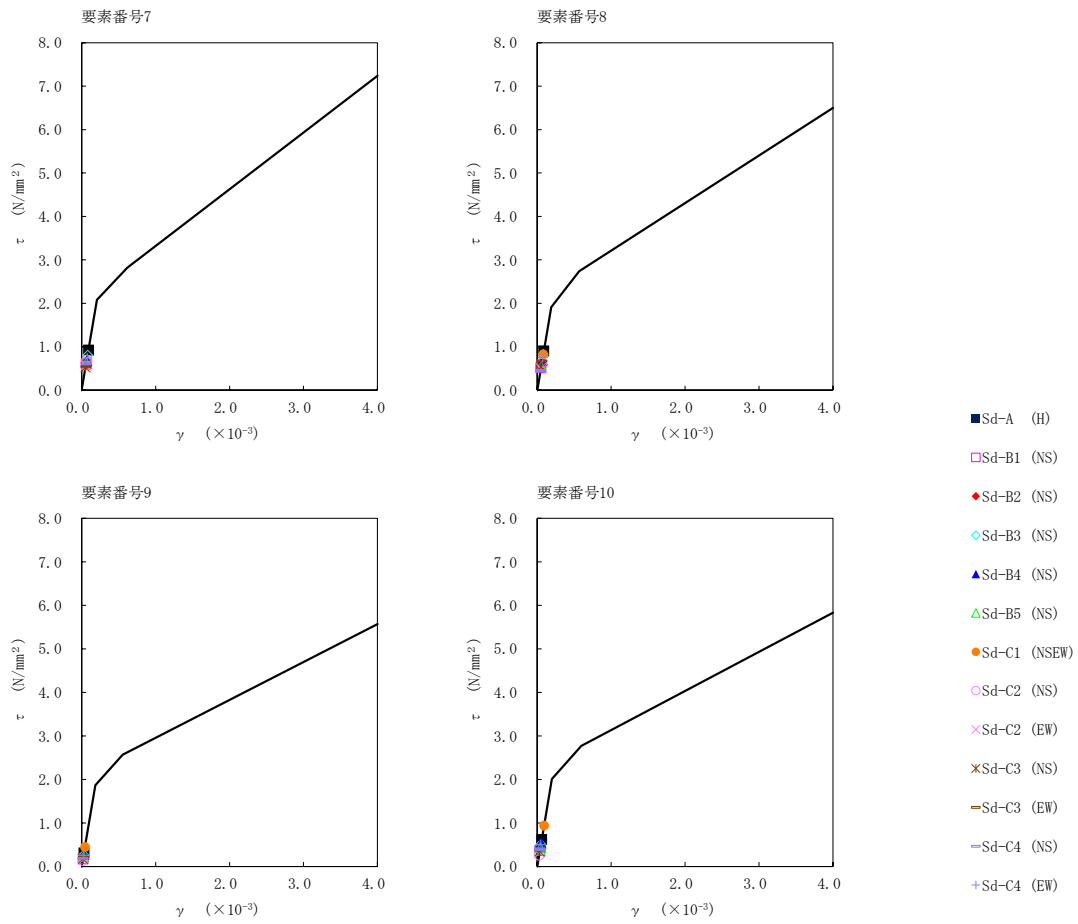 要素番号7
8.0
7.0
6.0
5.0
4.0
3.0
2.0
1.0
0.0
τ (N/mm²)
0.0 1.0 2.0 3.0 4.0
γ (×10⁻³)
要素番号8
8.0
7.0
6.0
5.0
4.0
3.0
2.0
1.0
0.0
τ (N/mm²)
0.0 1.0 2.0 3.0 4.0
γ (×10⁻³)
要素番号9
8.0
7.0
6.0
5.0
4.0
3.0
2.0
1.0
0.0
τ (N/mm²)
0.0 1.0 2.0 3.0 4.0
γ (×10⁻³)
要素番号10
8.0
7.0
6.0
5.0
4.0
3.0
2.0
1.0
0.0
τ (N/mm²)
0.0 1.0 2.0 3.0 4.0
γ (×10⁻³)
Sd-A (H)
Sd-B1 (NS)
Sd-B2 (NS)
Sd-B3 (NS)
Sd-B4 (NS)
Sd-B5 (NS)
Sd-C1 (NSEW)
Sd-C2 (NS)
Sd-C2 (EW)
Sd-C3 (NS)
Sd-C3 (EW)
Sd-C4 (NS)
Sd-C4 (EW)